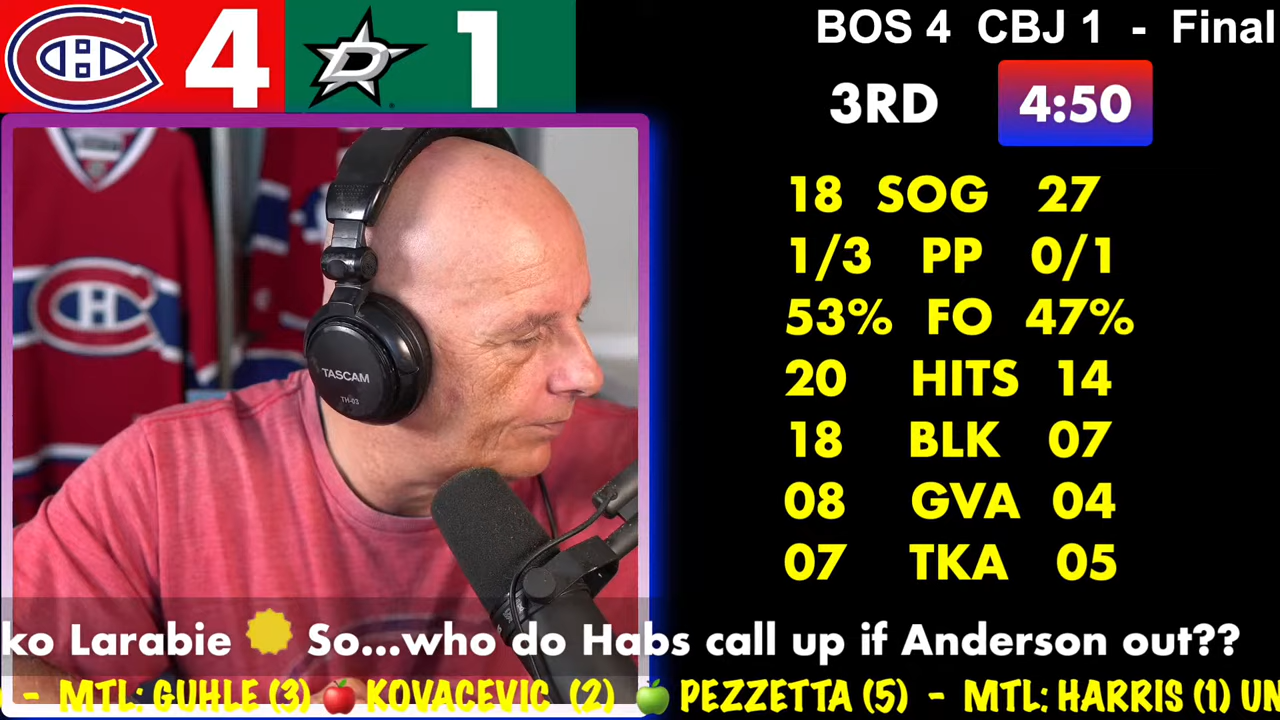 4 1
BOS 4 CBJ 1 - Final
3RD 4:50
18 SOG 27
1/3 PP 0/1
53% FO 47%
20 HITS 14
18 BLK 07
08 GVA 04
07 TKA 05
TASCAM
TH-03
ko Larabie So...who do Habs call up if Anderson out??
- MTL: GUHLE (3) KOVACEVIC (2) PEZZETTA (5) - MTL: HARRIS (1) UN